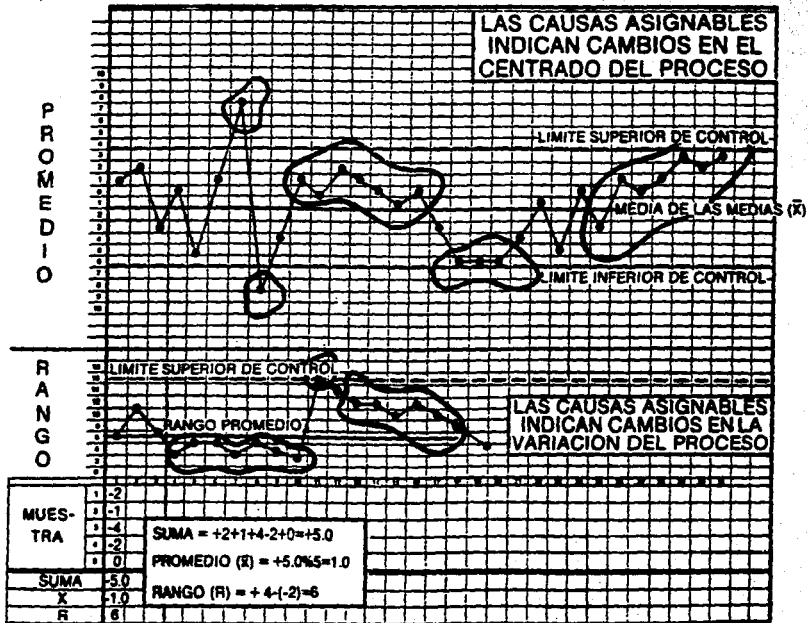 LAS CAUSAS ASIGNABLES
INDICAN CAMBIOS EN EL
CENTRADO DEL PROCESO
PROMEDIO
LIMITE SUPERIOR DE CONTROL
MEDIA DE LAS MEDIAS (X̿)
LIMITE INFERIOR DE CONTROL
RANGO
LIMITE SUPERIOR DE CONTROL
RANGO PROMEDIO
LAS CAUSAS ASIGNABLES
INDICAN CAMBIOS EN LA
VARIACION DEL PROCESO
MUES-
TRA
-2
-1
-4
-2
0
SUMA = +2+1+4-2+0=+5.0
PROMEDIO (x̄) = +5.0%5=1.0
RANGO (R) = + 4-(-2)=6
SUMA -5.0
X -1.0
R 6